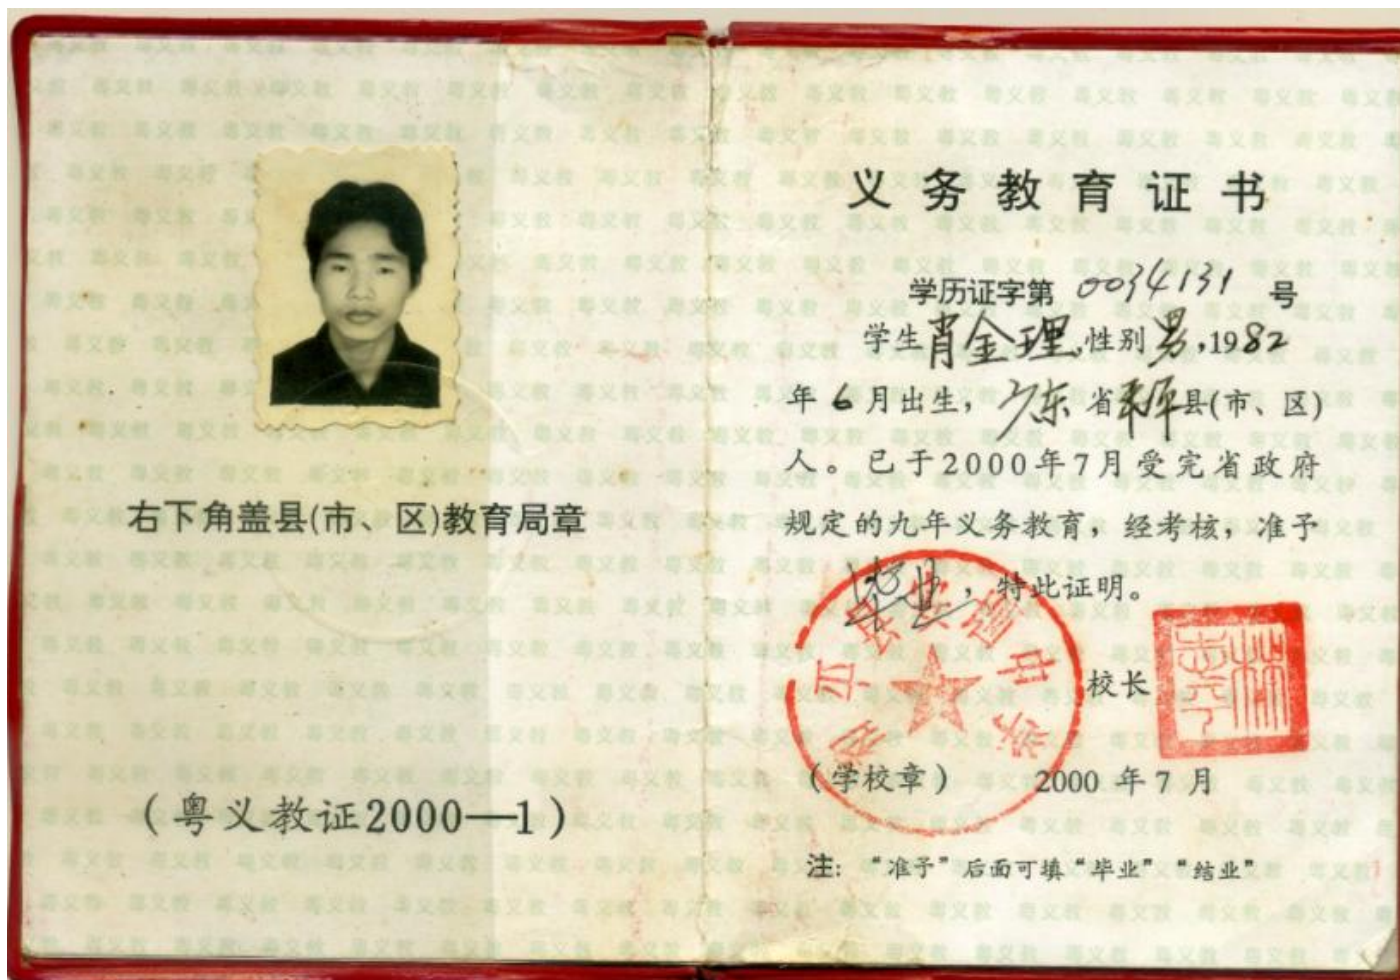 右下角盖县(市、区)教育局章
(粤义教证2000—1)
义务教育证书
学历证字第 0034131 号
学生肖金理,性别男,1982
年6月出生,广东省县(市、区)
人。已于2000年7月受完省政府
规定的九年义务教育,经考核,准予
毕业,特此证明。
校长
(学校章) 2000年7月
注:“准予”后面可填“毕业”“结业”